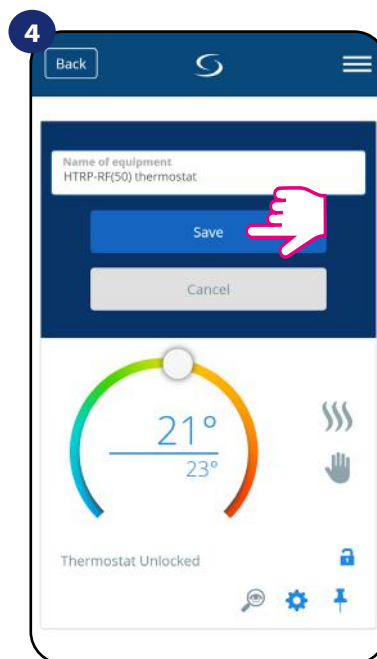 4
Back
Name of equipment
HTRP-RF(50) thermostat
Save
Cancel
21°
23°
Thermostat Unlocked